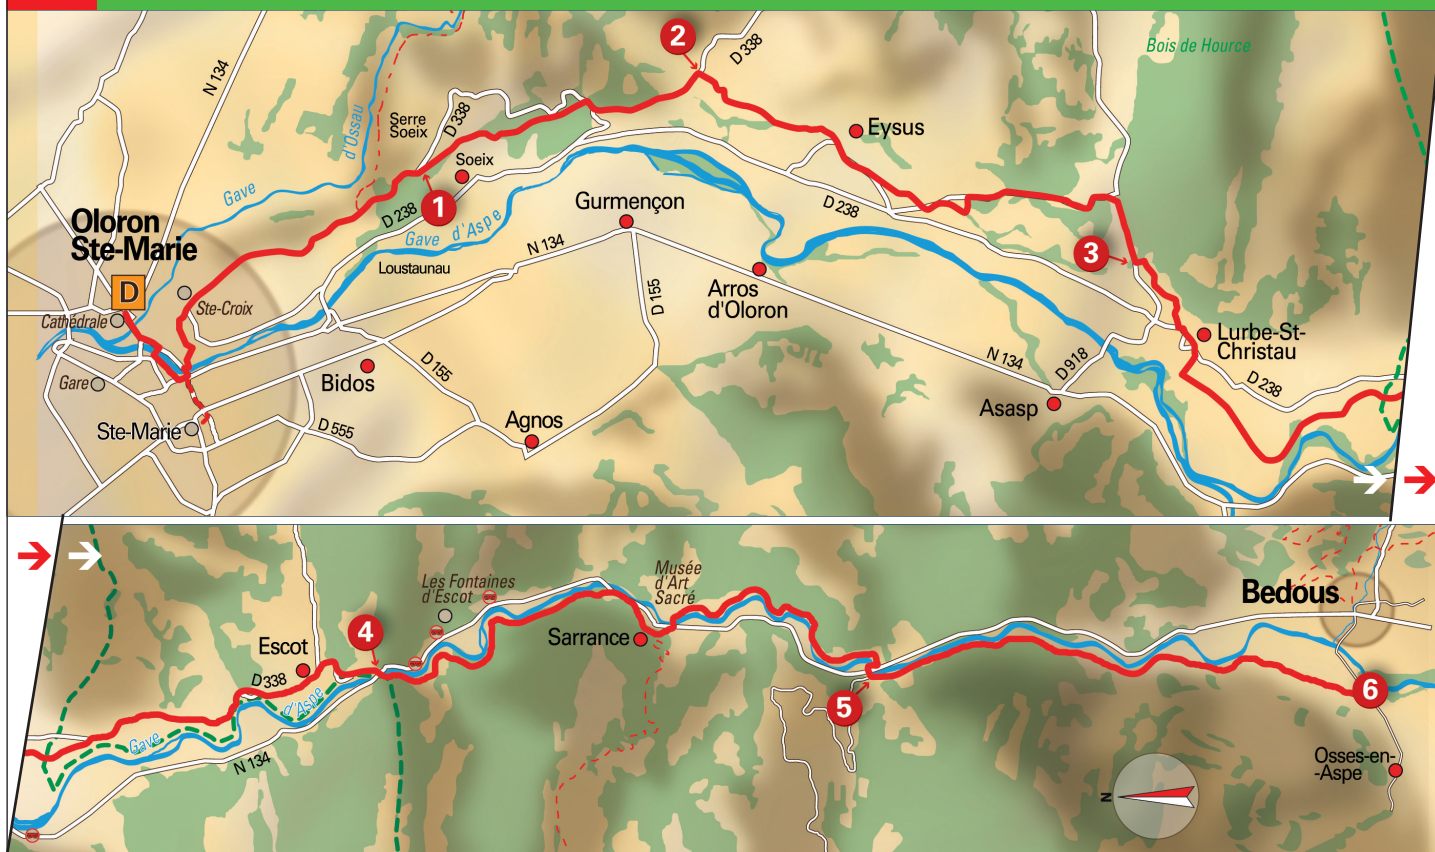 2
D 338
Bois de Hource
N 134
d'Ossau
Serre
Soeix
D 338
Eysus
Soeix
Gave
1
D 238
Gurmençon
D 238
Oloron
Ste-Marie
Gave d'Aspe
N 134
3
Loustaunau
D
Ste-Croix
Arros
d'Oloron
D 155
Cathédrale
Lurbe-St-
Christau
N 134
D 918
D 155
Gare
Bidos
D 238
Asasp
Agnos
Ste-Marie
D 555
Les Fontaines
d'Escot
Musée
d'Art
Sacré
Bedous
4
Escot
Sarrance
D 338
d'Aspe
Gave
5
6
N 134
Osses-en-
-Aspe
N